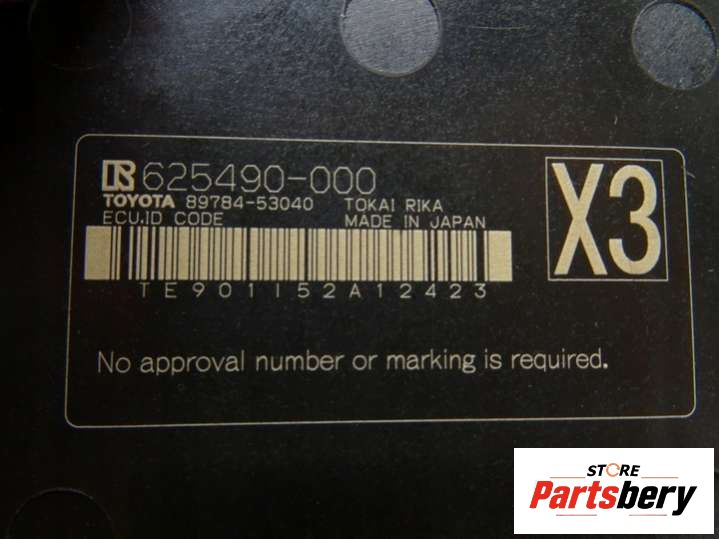 625490-000
TOYOTA 89784-53040 TOKAI RIKA
ECU.ID CODE MADE IN JAPAN
X3
TE901152A12423
No approval number or marking is required.
STORE
Partsbery